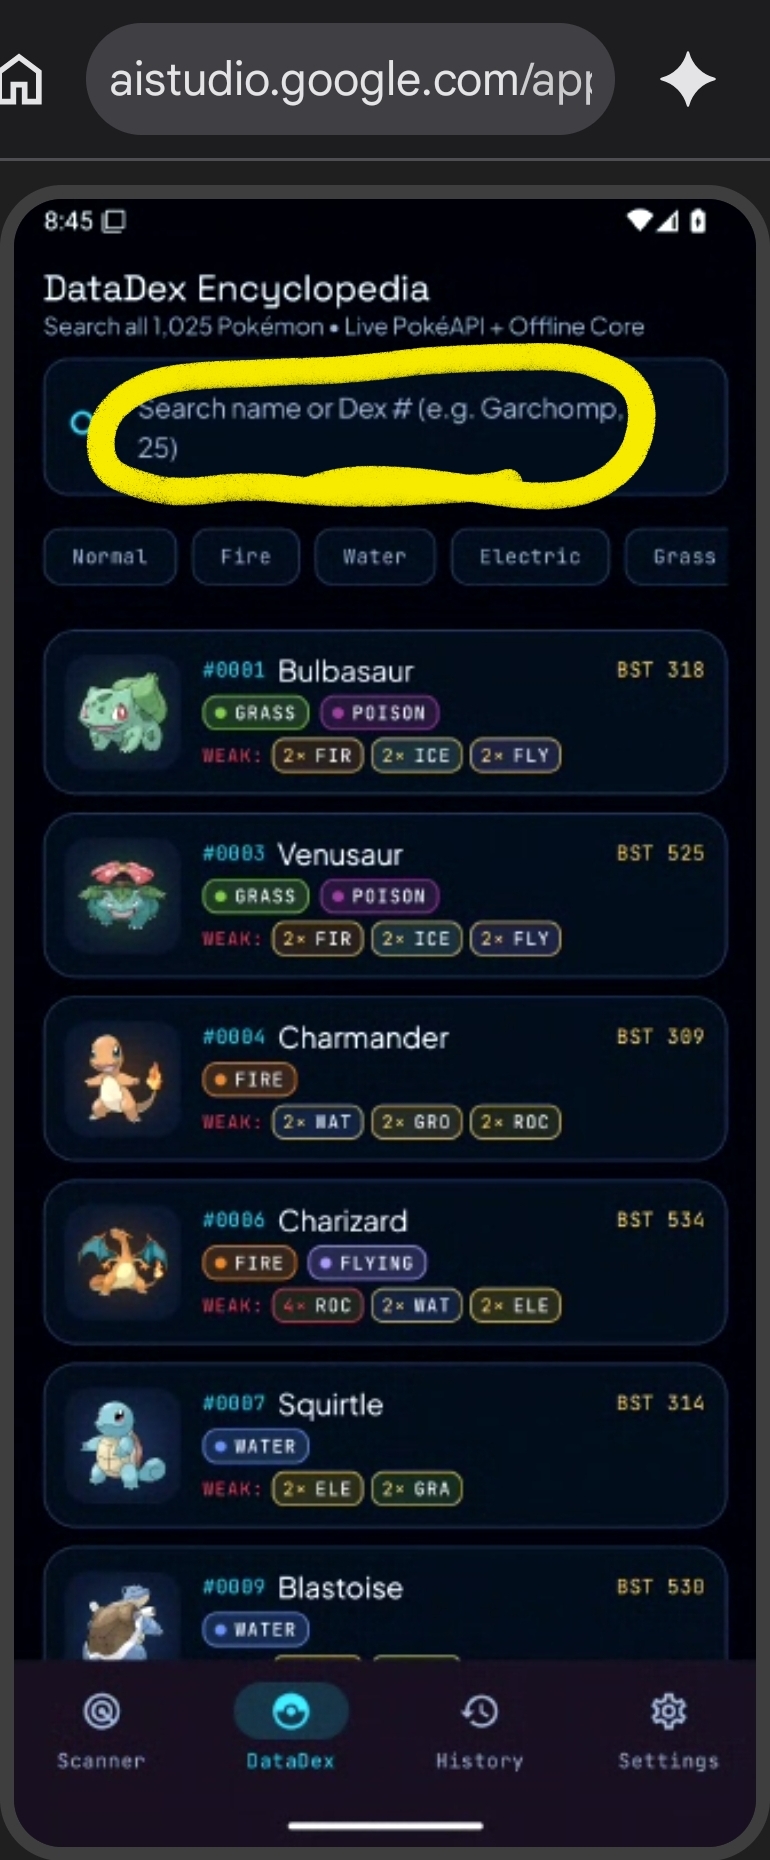 aistudio.google.com/app
8:45
DataDex Encyclopedia
Search all 1,025 Pokémon • Live PokéAPI + Offline Core
Search name or Dex # (e.g. Garchomp,
25)
Normal Fire Water Electric Grass
#0001 Bulbasaur BST 318
GRASS POISON
WEAK: 2× FIR 2× ICE 2× FLY
#0003 Venusaur BST 525
GRASS POISON
WEAK: 2× FIR 2× ICE 2× FLY
#0004 Charmander BST 309
FIRE
WEAK: 2× WAT 2× GRO 2× ROC
#0006 Charizard BST 534
FIRE FLYING
WEAK: 4× ROC 2× WAT 2× ELE
#0007 Squirtle BST 314
WATER
WEAK: 2× ELE 2× GRA
#0009 Blastoise BST 530
WATER
Scanner DataDex History Settings